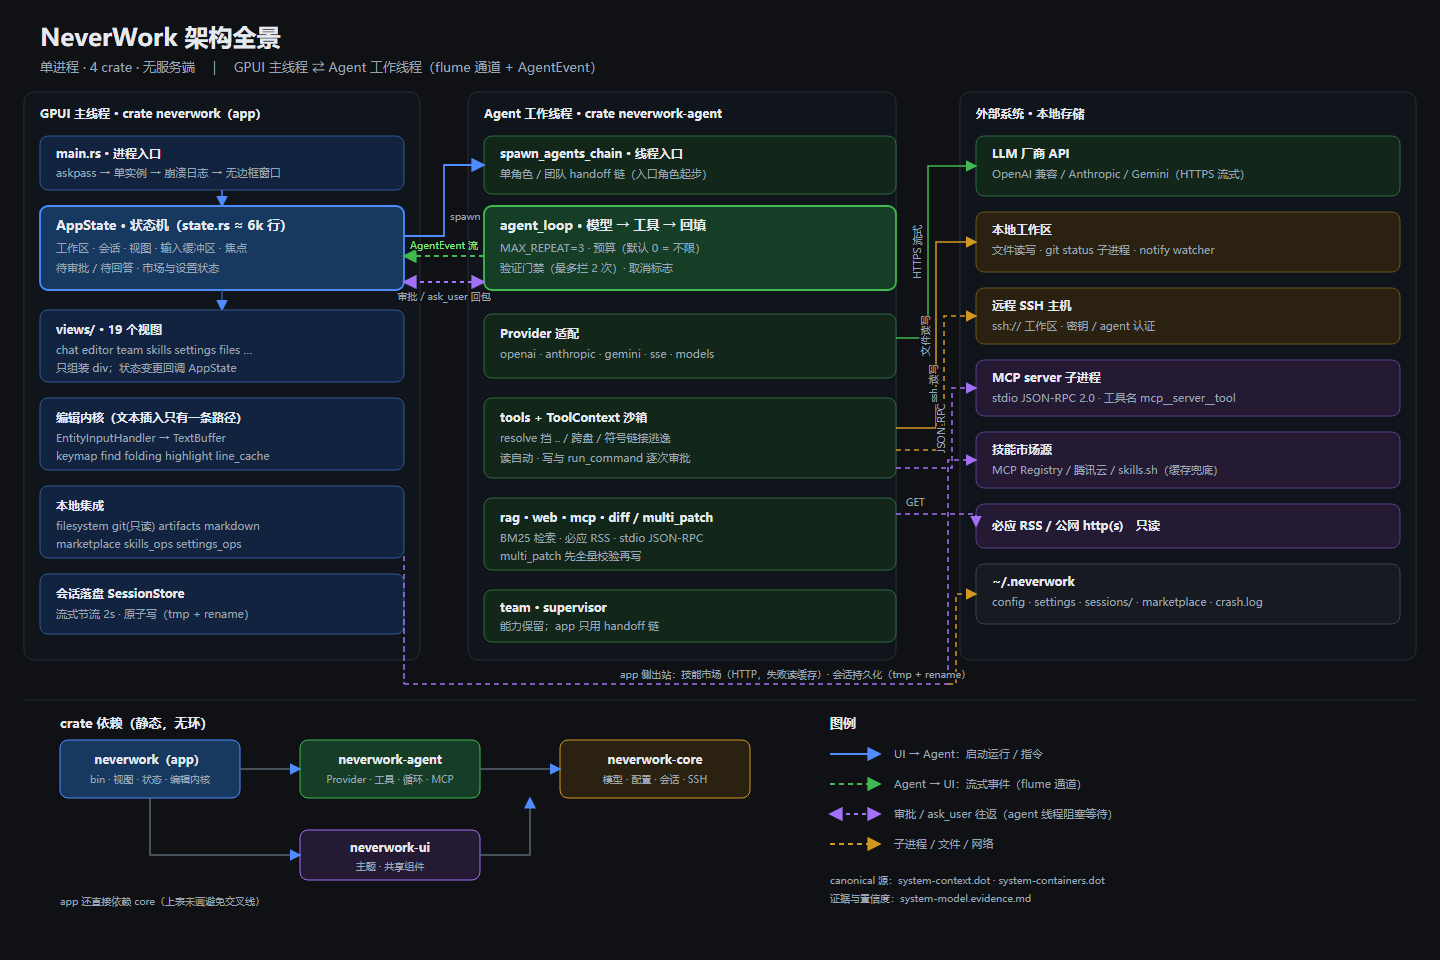 NeverWork 架构全景
单进程 · 4 crate · 无服务端 | GPUI 主线程 ⇄ Agent 工作线程（flume 通道 + AgentEvent）
GPUI 主线程 • crate neverwork（app）
main.rs • 进程入口
askpass → 单实例 → 崩溃日志 → 无边框窗口
AppState • 状态机（state.rs ≈ 6k 行）
工作区 · 会话 · 视图 · 输入缓冲区 · 焦点
待审批 / 待回答 · 市场与设置状态
views/ • 19 个视图
chat editor team skills settings files ...
只组装 div；状态变更回调 AppState
编辑内核（文本插入只有一条路径）
EntityInputHandler → TextBuffer
keymap find folding highlight line_cache
本地集成
filesystem git(只读) artifacts markdown
marketplace skills_ops settings_ops
会话落盘 SessionStore
流式节流 2s · 原子写（tmp + rename）
spawn
AgentEvent 流
审批 / ask_user 回包
Agent 工作线程 • crate neverwork-agent
spawn_agents_chain • 线程入口
单角色 / 团队 handoff 链（入口角色起步）
agent_loop • 模型 → 工具 → 回填
MAX_REPEAT=3 · 预算（默认 0 = 不限）
验证门禁（最多拦 2 次）· 取消标志
Provider 适配
openai · anthropic · gemini · sse · models
tools + ToolContext 沙箱
resolve 挡 .. / 跨盘 / 符号链接逃逸
读自动 · 写与 run_command 逐次审批
rag • web • mcp • diff / multi_patch
BM25 检索 · 必应 RSS · stdio JSON-RPC
multi_patch 先全量校验再写
team • supervisor
能力保留；app 只用 handoff 链
HTTPS 流式
文件读写
ssh 读写
JSON-RPC
GET
外部系统 • 本地存储
LLM 厂商 API
OpenAI 兼容 / Anthropic / Gemini（HTTPS 流式）
本地工作区
文件读写 · git status 子进程 · notify watcher
远程 SSH 主机
ssh:// 工作区 · 密钥 / agent 认证
MCP server 子进程
stdio JSON-RPC 2.0 · 工具名 mcp__server__tool
技能市场源
MCP Registry / 腾讯云 / skills.sh（缓存兜底）
必应 RSS / 公网 http(s) 只读
~/.neverwork
config · settings · sessions/ · marketplace · crash.log
app 侧出站：技能市场（HTTP，失败读缓存）· 会话持久化（tmp + rename）
crate 依赖（静态，无环）
neverwork（app）
bin · 视图 · 状态 · 编辑内核
neverwork-agent
Provider · 工具 · 循环 · MCP
neverwork-core
模型 · 配置 · 会话 · SSH
neverwork-ui
主题 · 共享组件
app 还直接依赖 core（上表未画避免交叉线）
图例
UI → Agent：启动运行 / 指令
Agent → UI：流式事件（flume 通道）
审批 / ask_user 往返（agent 线程阻塞等待）
子进程 / 文件 / 网络
canonical 源：system-context.dot · system-containers.dot
证据与置信度：system-model.evidence.md